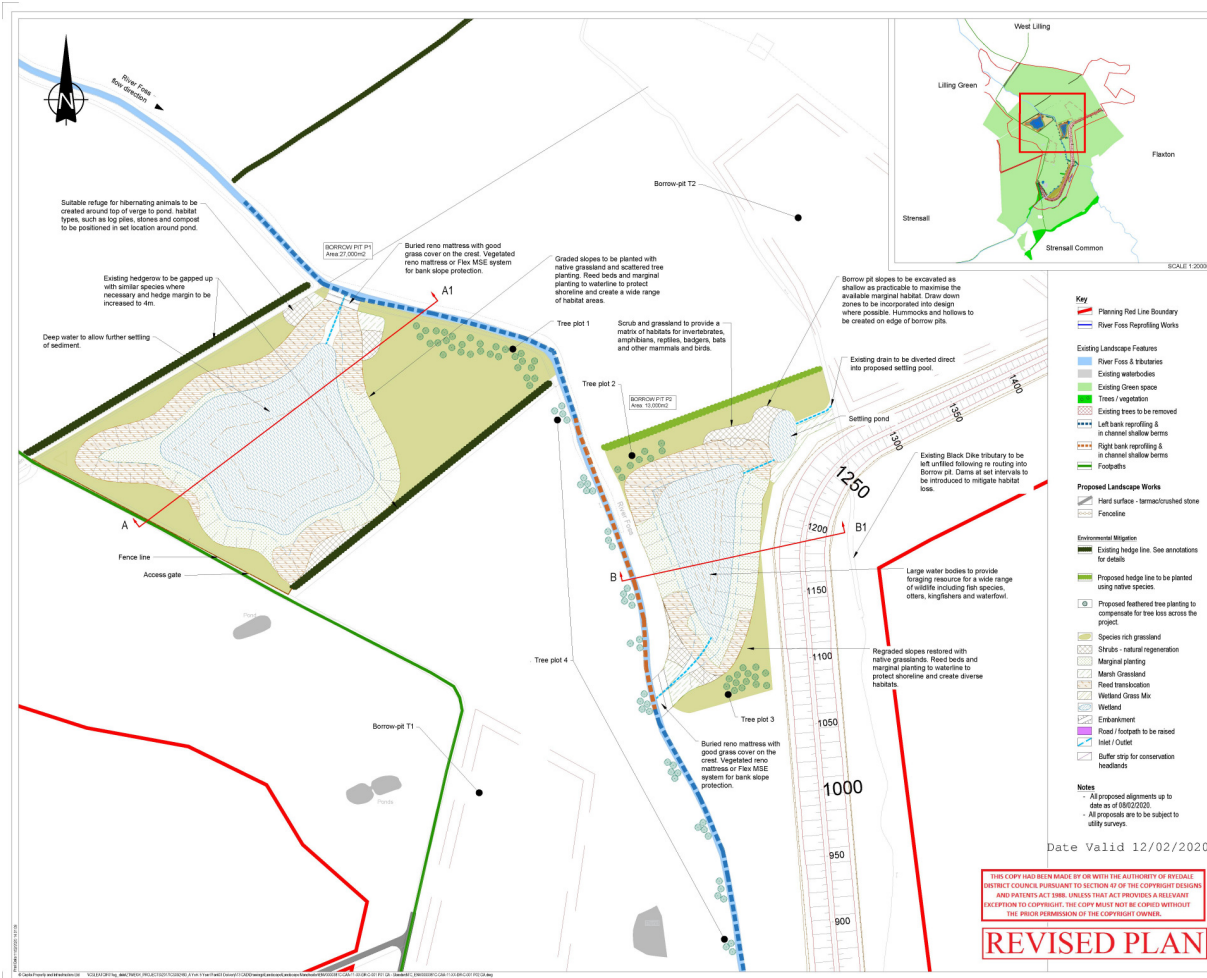 West Lilling
Lilling Green
Flaxton
Strensall
Strensall Common
SCALE 1:20000
N
River Foss -
flow direction
Borrow-pit T2
Suitable refuge for hibernating animals to be
created around top of verge to pond. habitat
types, such as log piles, stones and compost
to be positioned in set location around pond.
BORROW PIT P1
Area:27,000m2
Buried reno mattress with good
grass cover on the crest. Vegetated
reno mattress or Flex MSE system
for bank slope protection.
Existing hedgerow to be gapped up
with similar species where
necessary and hedge margin to be
increased to 4m.
Graded slopes to be planted with
native grassland and scattered tree
planting. Reed beds and marginal
planting to waterline to protect
shoreline and create a wide range
of habitat areas.
Borrow pit slopes to be excavated as
shallow as practicable to maximise the
available marginal habitat. Draw down
zones to be incorporated into design
where possible. Hummocks and hollows to
be created on edge of borrow pits.
A1
Tree plot 1
Scrub and grassland to provide a
matrix of habitats for invertebrates,
amphibians, reptiles, badgers, bats
and other mammals and birds.
Deep water to allow further settling
of sediment.
Existing drain to be diverted direct
into proposed settling pool.
Tree plot 2
BORROW PIT P2
Area: 13,000m2
Settling pond
1400
1350
1300
1250
1200
1150
1100
1050
1000
950
900
Existing Black Dike tributary to be
left unfilled following re routing into
Borrow pit. Dams at set intervals to
be introduced to mitigate habitat
loss.
A
B1
River Foss
Fence line
Access gate
B
Large water bodies to provide
foraging resource for a wide range
of wildlife including fish species,
otters, kingfishers and waterfowl.
Pond
Tree plot 4
Regraded slopes restored with
native grasslands. Reed beds and
marginal planting to waterline to
protect shoreline and create diverse
habitats.
Tree plot 3
Borrow-pit T1
Buried reno mattress with
good grass cover on the
crest. Vegetated reno
mattress or Flex MSE
system for bank slope
protection.
Ponds
Key
Planning Red Line Boundary
River Foss Reprofiling Works
Existing Landscape Features
River Foss & tributaries
Existing waterbodies
Existing Green space
Trees / vegetation
Existing trees to be removed
Left bank reprofiling &
in channel shallow berms
Right bank reprofiling &
in channel shallow berms
Footpaths
Proposed Landscape Works
Hard surface - tarmac/crushed stone
Fenceline
Environmental Mitigation
Existing hedge line. See annotations
for details
Proposed hedge line to be planted
using native species.
Proposed feathered tree planting to
compensate for tree loss across the
project.
Species rich grassland
Shrubs - natural regeneration
Marginal planting
Marsh Grassland
Reed translocation
Wetland Grass Mix
Wetland
Embankment
Road / footpath to be raised
Inlet / Outlet
Buffer strip for conservation
headlands
Notes
- All proposed alignments up to
date as of 08/02/2020.
- All proposals are to be subject to
utility surveys.
Date Valid 12/02/2020
THIS COPY HAD BEEN MADE BY OR WITH THE AUTHORITY OF RYEDALE
DISTRICT COUNCIL PURSUANT TO SECTION 47 OF THE COPYRIGHT DESIGNS
AND PATENTS ACT 1988. UNLESS THAT ACT PROVIDES A RELEVANT
EXCEPTION TO COPYRIGHT. THE COPY MUST NOT BE COPIED WITHOUT
THE PRIOR PERMISSION OF THE COPYRIGHT OWNER.
REVISED PLAN
© Capita Property and Infrastructure Ltd